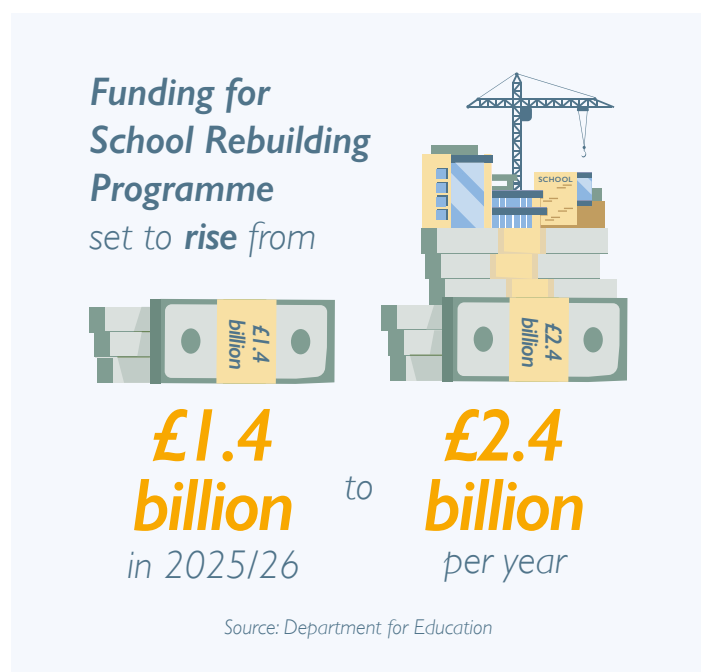 Funding for
School Rebuilding
Programme
set to rise from
SCHOOL
£1.4
billion
£2.4
billion
£1.4
billion
in 2025/26
to
£2.4
billion
per year
Source: Department for Education